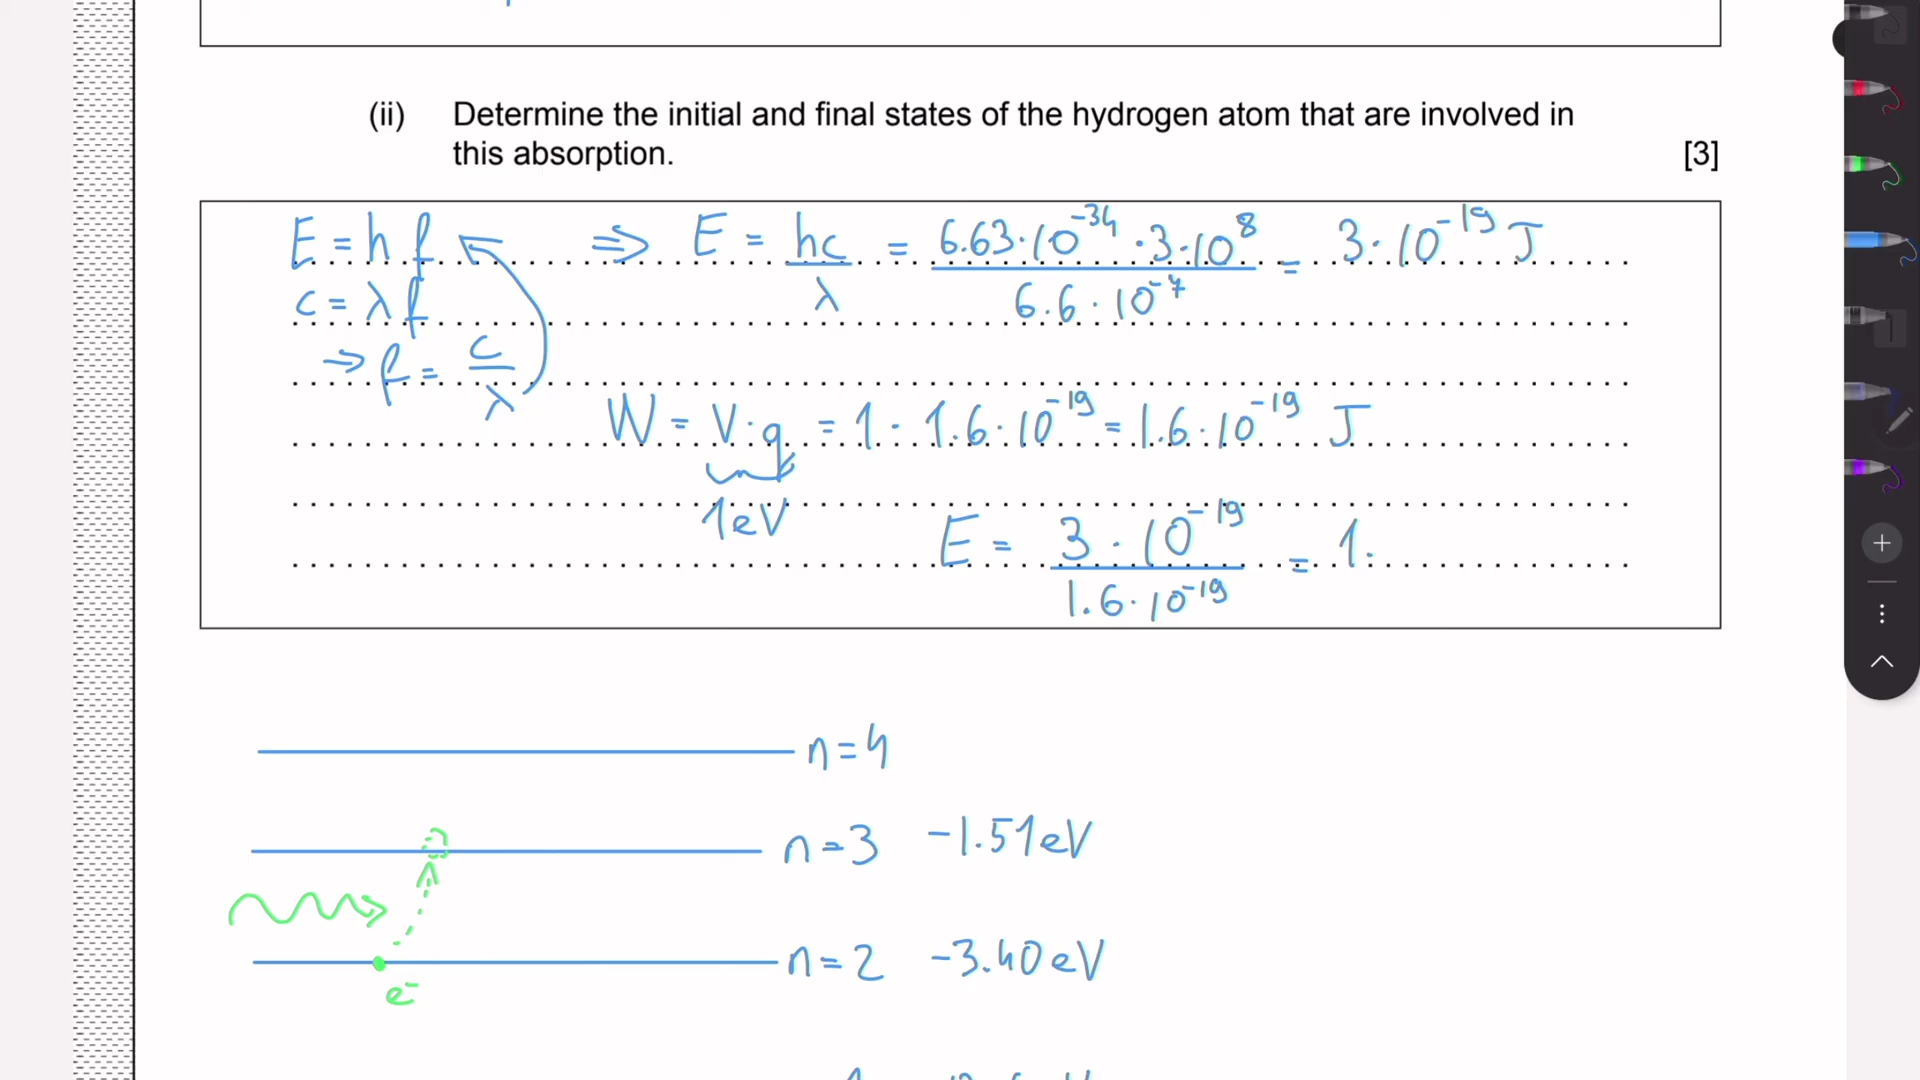 (ii) Determine the initial and final states of the hydrogen atom that are involved in
this absorption. [3]
E = h f ⇒ E = hc/λ = 6.63·10^-34 · 3·10^8 / 6.6·10^-7 = 3·10^-19 J
c = λ f
⇒ f = c/λ
W = V·q = 1 · 1.6·10^-19 = 1.6·10^-19 J
1eV
E = 3·10^-19 / 1.6·10^-19 = 1.
n=4
n=3 -1.51eV
n=2 -3.40eV
e-